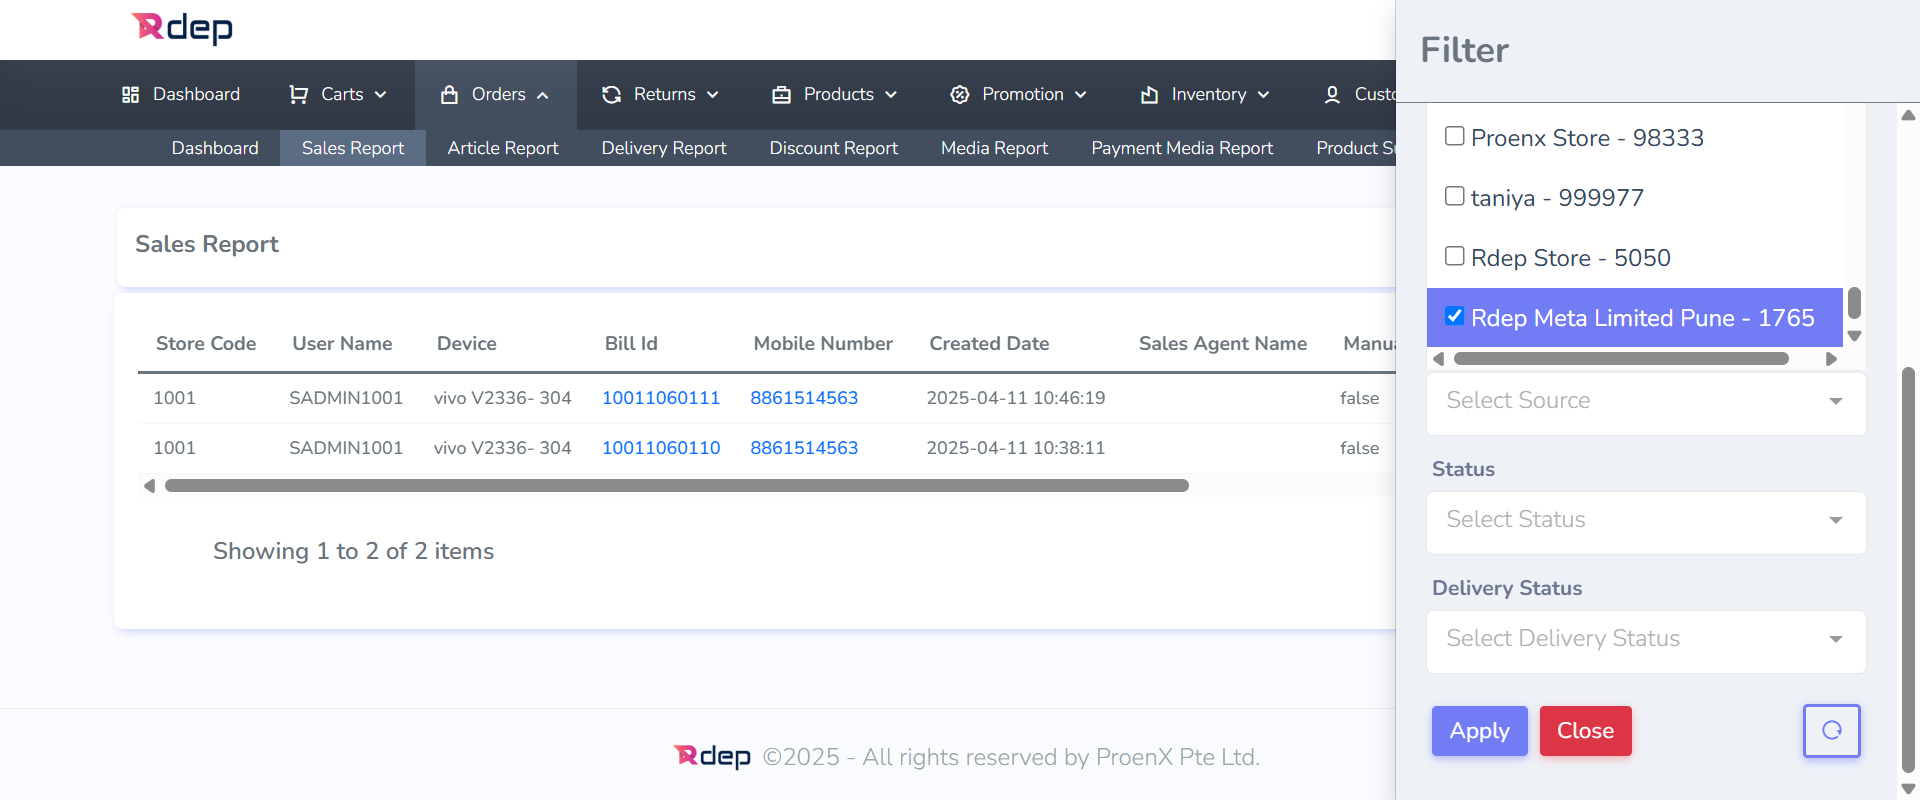 Rdep
Filter
Dashboard Carts Orders Returns Products Promotion Inventory Custo
Dashboard Sales Report Article Report Delivery Report Discount Report Media Report Payment Media Report Product Su
Proenx Store - 98333
taniya - 999977
Rdep Store - 5050
Rdep Meta Limited Pune - 1765
Select Source
Status
Select Status
Delivery Status
Select Delivery Status
Apply Close
Sales Report
Store Code User Name Device Bill Id Mobile Number Created Date Sales Agent Name Manua
1001 SADMIN1001 vivo V2336- 304 10011060111 8861514563 2025-04-11 10:46:19 false
1001 SADMIN1001 vivo V2336- 304 10011060110 8861514563 2025-04-11 10:38:11 false
Showing 1 to 2 of 2 items
Rdep ©2025 - All rights reserved by ProenX Pte Ltd.